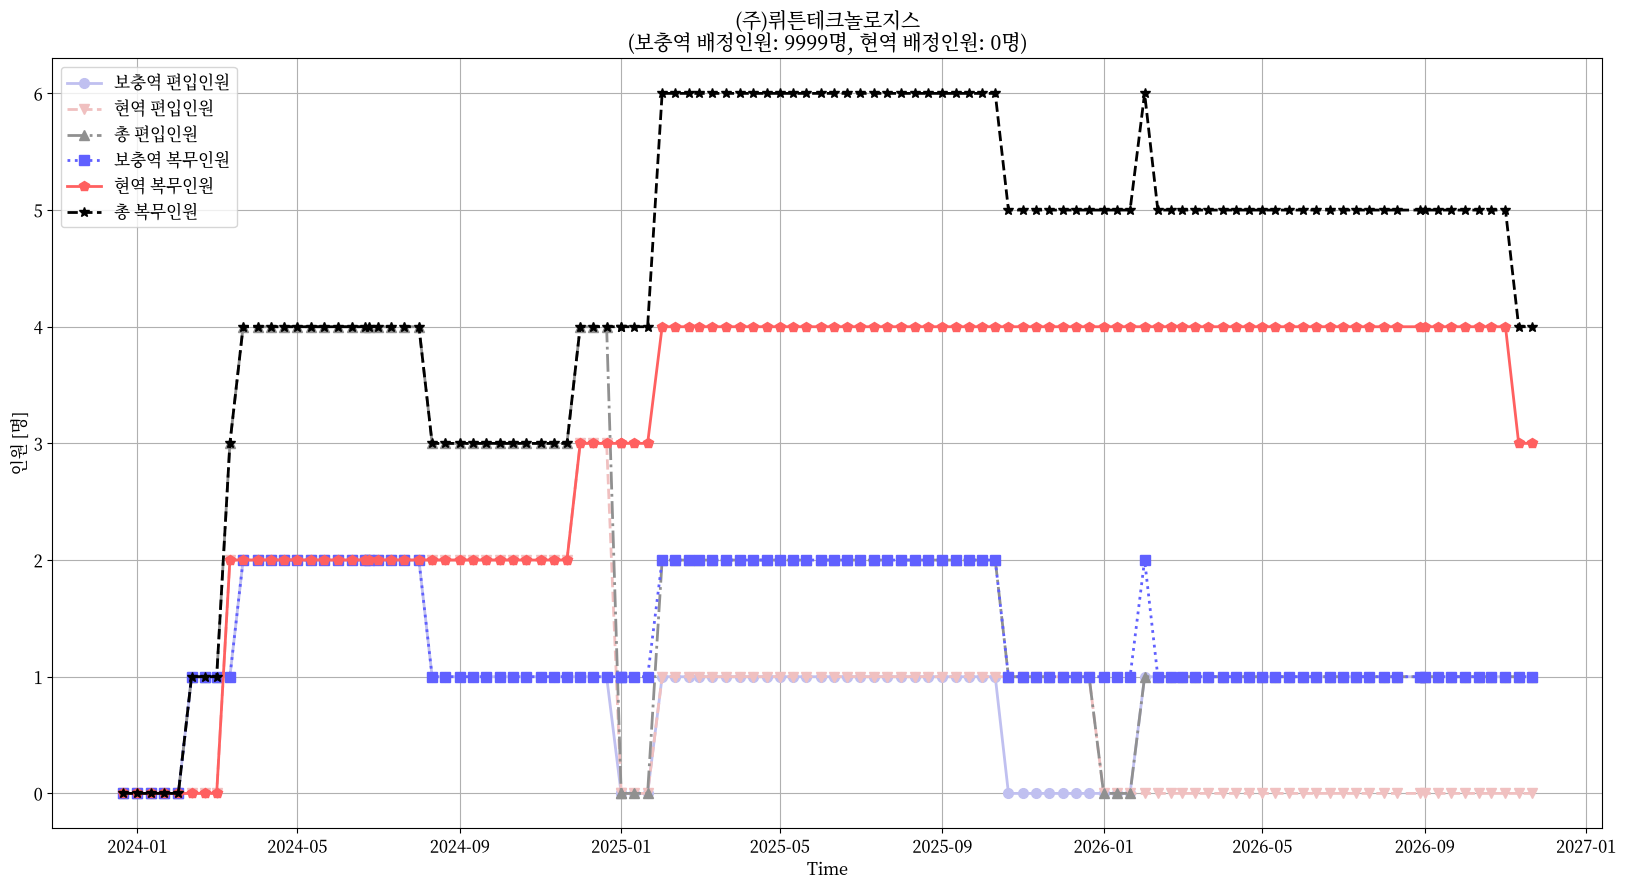 (주)뤼튼테크놀로지스
(보충역 배정인원: 9999명, 현역 배정인원: 0명)
보충역 편입인원
현역 편입인원
총 편입인원
보충역 복무인원
현역 복무인원
총 복무인원
인원 [명]
6
5
4
3
2
1
0
2024-01
2024-05
2024-09
2025-01
2025-05
2025-09
2026-01
2026-05
2026-09
2027-01
Time